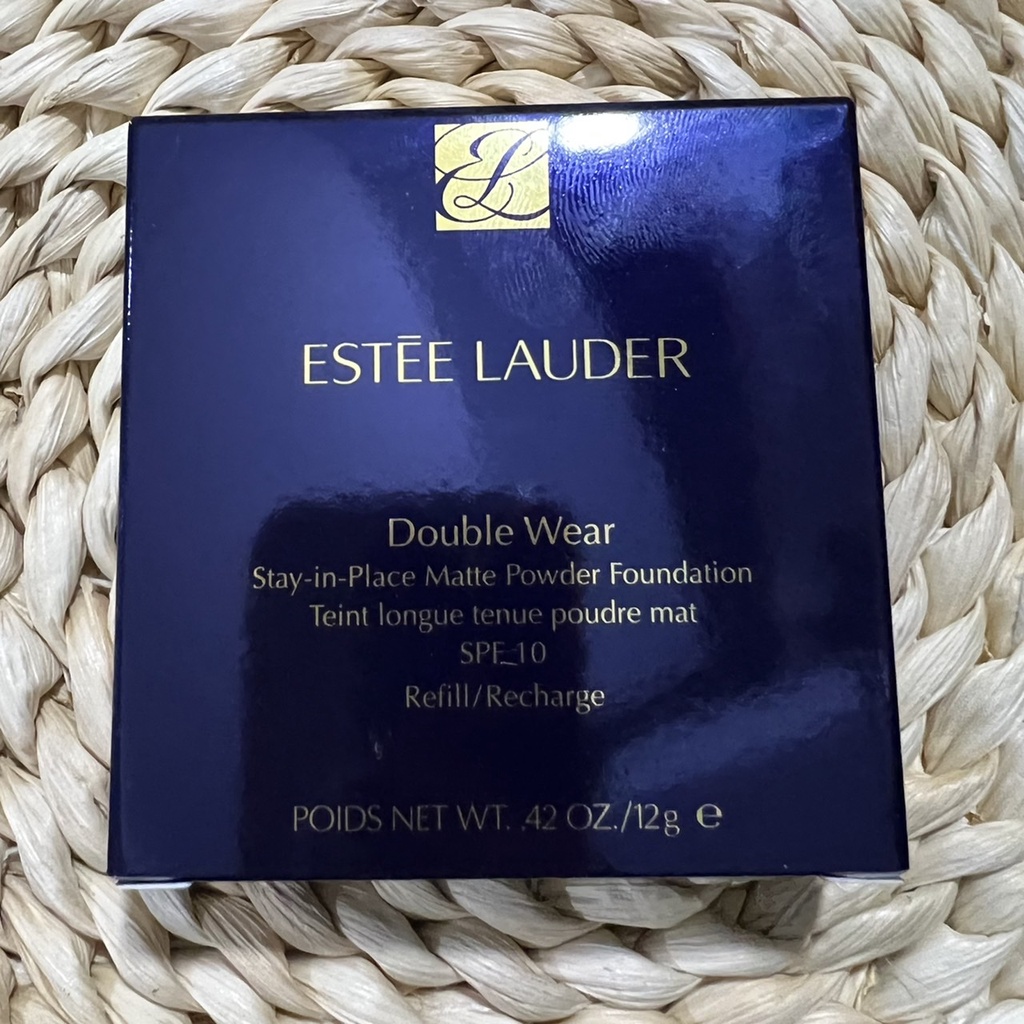 EL
ESTĒE LAUDER
Double Wear
Stay-in-Place Matte Powder Foundation
Teint longue tenue poudre mat
SPF 10
Refill/Recharge
POIDS NET WT. .42 OZ./12g ℮